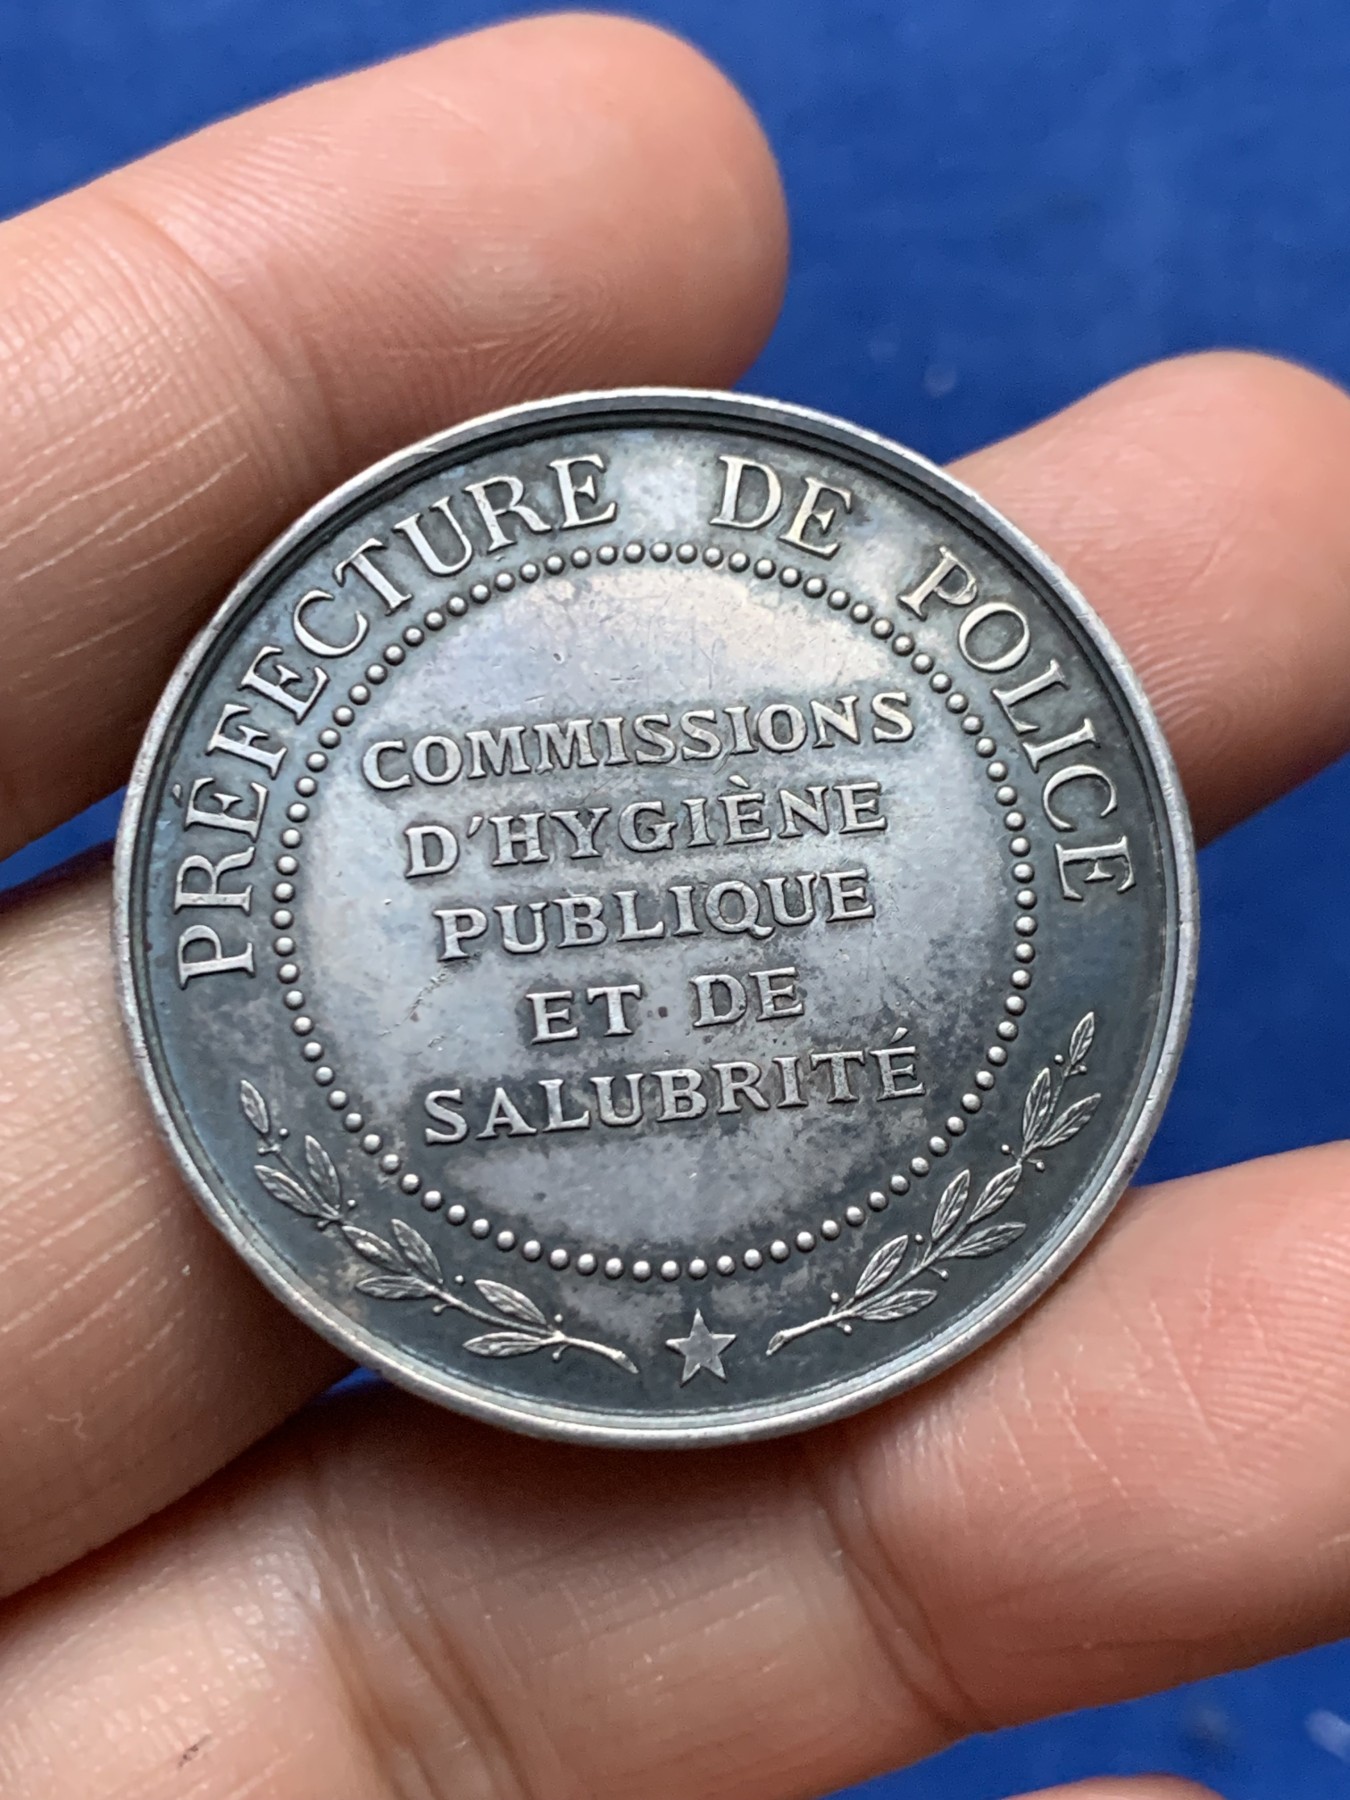 PRÉFECTURE DE POLICE
COMMISSIONS
D'HYGIÈNE
PUBLIQUE
ET DE
SALUBRITÉ